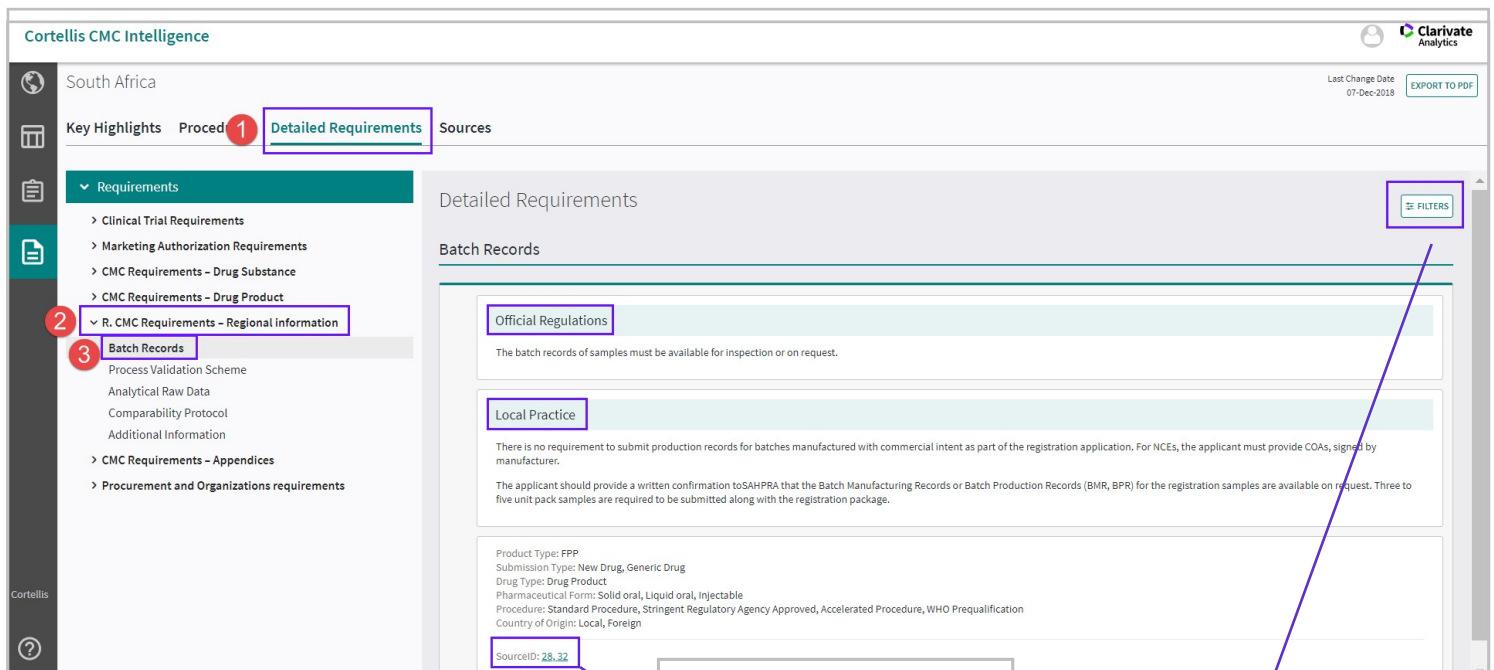 Cortellis CMC Intelligence
Clarivate
Analytics
South Africa
Last Change Date
07-Dec-2018
EXPORT TO PDF
Key Highlights
1
Detailed Requirements
Sources
Requirements
Clinical Trial Requirements
Marketing Authorization Requirements
CMC Requirements – Drug Substance
CMC Requirements – Drug Product
2
R. CMC Requirements – Regional information
3
Batch Records
Process Validation Scheme
Analytical Raw Data
Comparability Protocol
Additional Information
CMC Requirements – Appendices
Procurement and Organizations requirements
Cortellis
Detailed Requirements
FILTERS
Batch Records
Official Regulations
The batch records of samples must be available for inspection or on request.
Local Practice
There is no requirement to submit production records for batches manufactured with commercial intent as part of the registration application. For NCEs, the applicant must provide COAs, signed by
manufacturer.
The applicant should provide a written confirmation toSAHPRA that the Batch Manufacturing Records or Batch Production Records (BMR, BPR) for the registration samples are available on request. Three to
five unit pack samples are required to be submitted along with the registration package.
Product Type: FPP
Submission Type: New Drug, Generic Drug
Drug Type: Drug Product
Pharmaceutical Form: Solid oral, Liquid oral, Injectable
Procedure: Standard Procedure, Stringent Regulatory Agency Approved, Accelerated Procedure, WHO Prequalification
Country of Origin: Local, Foreign
SourceID: 28, 32